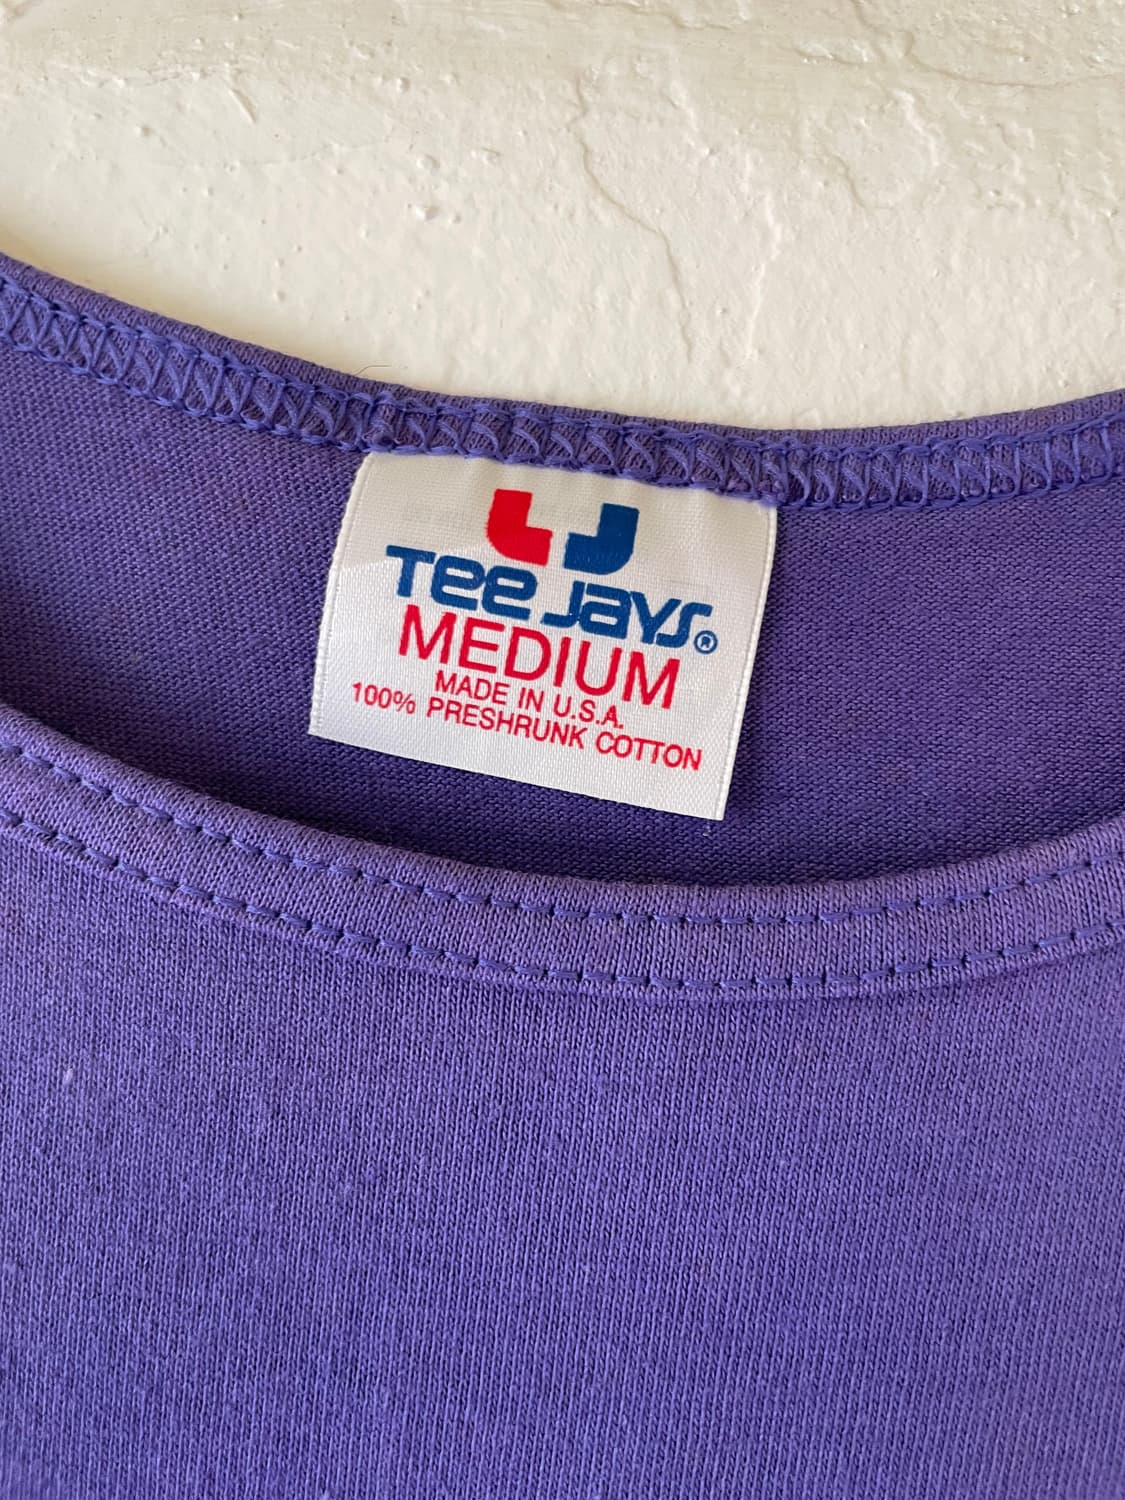 Tee Jays®
MEDIUM
MADE IN U.S.A.
100% PRESHRUNK COTTON